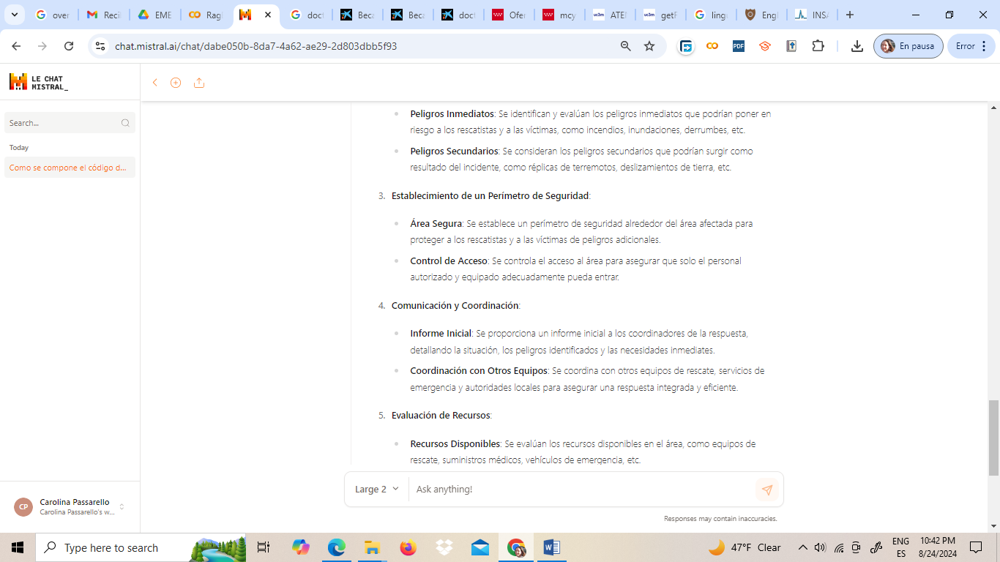 over
Reci
EME
Rag
doct
Beca
Beca
doct
Ofer
mcy
ATE
getF
ling
Engl
INSA
chat.mistral.ai/chat/dabe050b-8da7-4a62-ae29-2d803dbb5f93
PDF
En pausa
Error
LE CHAT
MISTRAL_
Search...
Today
Como se compone el código d...
Peligros Inmediatos: Se identifican y evalúan los peligros inmediatos que podrían poner en
riesgo a los rescatistas y a las víctimas, como incendios, inundaciones, derrumbes, etc.
Peligros Secundarios: Se consideran los peligros secundarios que podrían surgir como
resultado del incidente, como réplicas de terremotos, deslizamientos de tierra, etc.
3. Establecimiento de un Perímetro de Seguridad:
Área Segura: Se establece un perímetro de seguridad alrededor del área afectada para
proteger a los rescatistas y a las víctimas de peligros adicionales.
Control de Acceso: Se controla el acceso al área para asegurar que solo el personal
autorizado y equipado adecuadamente pueda entrar.
4. Comunicación y Coordinación:
Informe Inicial: Se proporciona un informe inicial a los coordinadores de la respuesta,
detallando la situación, los peligros identificados y las necesidades inmediatas.
Coordinación con Otros Equipos: Se coordina con otros equipos de rescate, servicios de
emergencia y autoridades locales para asegurar una respuesta integrada y eficiente.
5. Evaluación de Recursos:
Recursos Disponibles: Se evalúan los recursos disponibles en el área, como equipos de
rescate, suministros médicos, vehículos de emergencia, etc.
Large 2
Ask anything!
Responses may contain inaccuracies.
CP
Carolina Passarello
Carolina Passarello's w...
Type here to search
47°F Clear
ENG
ES
10:42 PM
8/24/2024